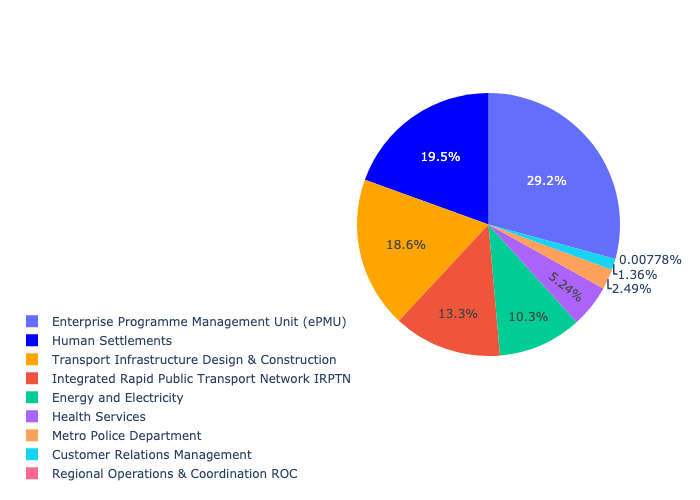 19.5%
29.2%
18.6%
0.00778%
1.36%
5.24%
2.49%
13.3%
10.3%
Enterprise Programme Management Unit (ePMU)
Human Settlements
Transport Infrastructure Design & Construction
Integrated Rapid Public Transport Network IRPTN
Energy and Electricity
Health Services
Metro Police Department
Customer Relations Management
Regional Operations & Coordination ROC